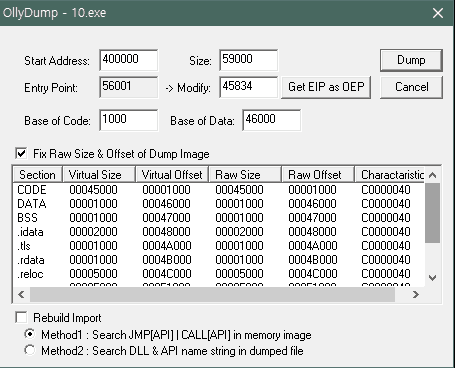 OllyDump - 10.exe
Start Address: 400000 Size: 59000 Dump
Entry Point: 56001 -> Modify: 45834 Get EIP as OEP Cancel
Base of Code: 1000 Base of Data: 46000
Fix Raw Size & Offset of Dump Image
Section Virtual Size Virtual Offset Raw Size Raw Offset Characteristic
CODE 00045000 00001000 00045000 00001000 C0000040
DATA 00001000 00046000 00001000 00046000 C0000040
BSS 00001000 00047000 00001000 00047000 C0000040
.idata 00002000 00048000 00002000 00048000 C0000040
.tls 00001000 0004A000 00001000 0004A000 C0000040
.rdata 00001000 0004B000 00001000 0004B000 C0000040
.reloc 00005000 0004C000 00005000 0004C000 C0000040
Rebuild Import
Method1 : Search JMP[API] | CALL[API] in memory image
Method2 : Search DLL & API name string in dumped file